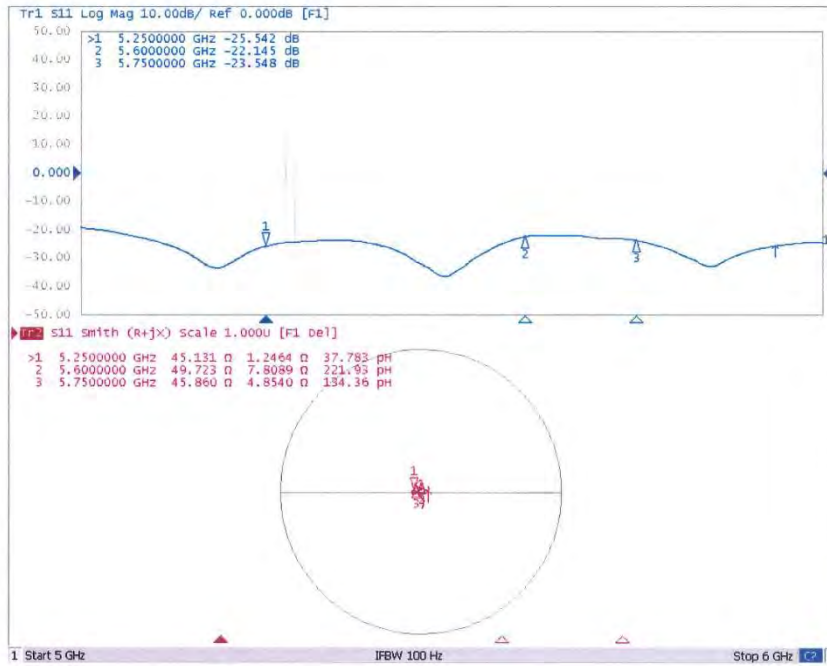 Tr1 S11 Log Mag 10.00dB/ Ref 0.000dB [F1]
50.00
>1 5.2500000 GHz -25.542 dB
2 5.6000000 GHz -22.145 dB
3 5.7500000 GHz -23.548 dB
40.00
30.00
20.00
10.00
0.000
-10.00
-20.00
1
2
3
1
-30.00
-40.00
-50.00
Tr2 S11 Smith (R+jX) Scale 1.000U [F1 Del]
>1 5.2500000 GHz 45.131 Ω 1.2464 Ω 37.783 pH
2 5.6000000 GHz 49.723 Ω 7.8089 Ω 221.93 pH
3 5.7500000 GHz 45.860 Ω 4.8540 Ω 134.36 pH
1
1 Start 5 GHz IFBW 100 Hz Stop 6 GHz C?